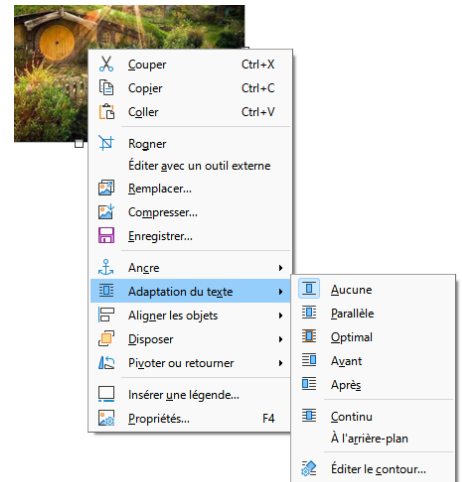 Couper Ctrl+X
Copier Ctrl+C
Coller Ctrl+V
Rogner
Éditer avec un outil externe
Remplacer...
Compresser...
Enregistrer...
Ancre
Adaptation du texte
Aligner les objets
Disposer
Pivoter ou retourner
Insérer une légende...
Propriétés... F4
Aucune
Parallèle
Optimal
Avant
Après
Continu
À l'arrière-plan
Éditer le contour...